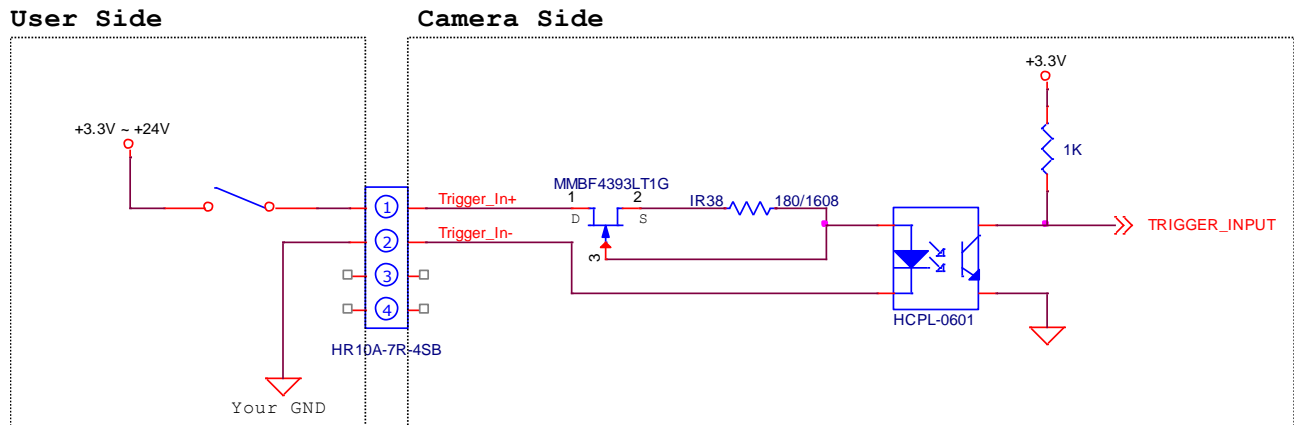 User Side
Camera Side
+3.3V
+3.3V ~ +24V
1K
MMBF4393LT1G
1
2
IR38
180/1608
D
S
Trigger_In+
1
TRIGGER_INPUT
Trigger_In-
2
3
3
4
HCPL-0601
HR10A-7R-4SB
Your GND